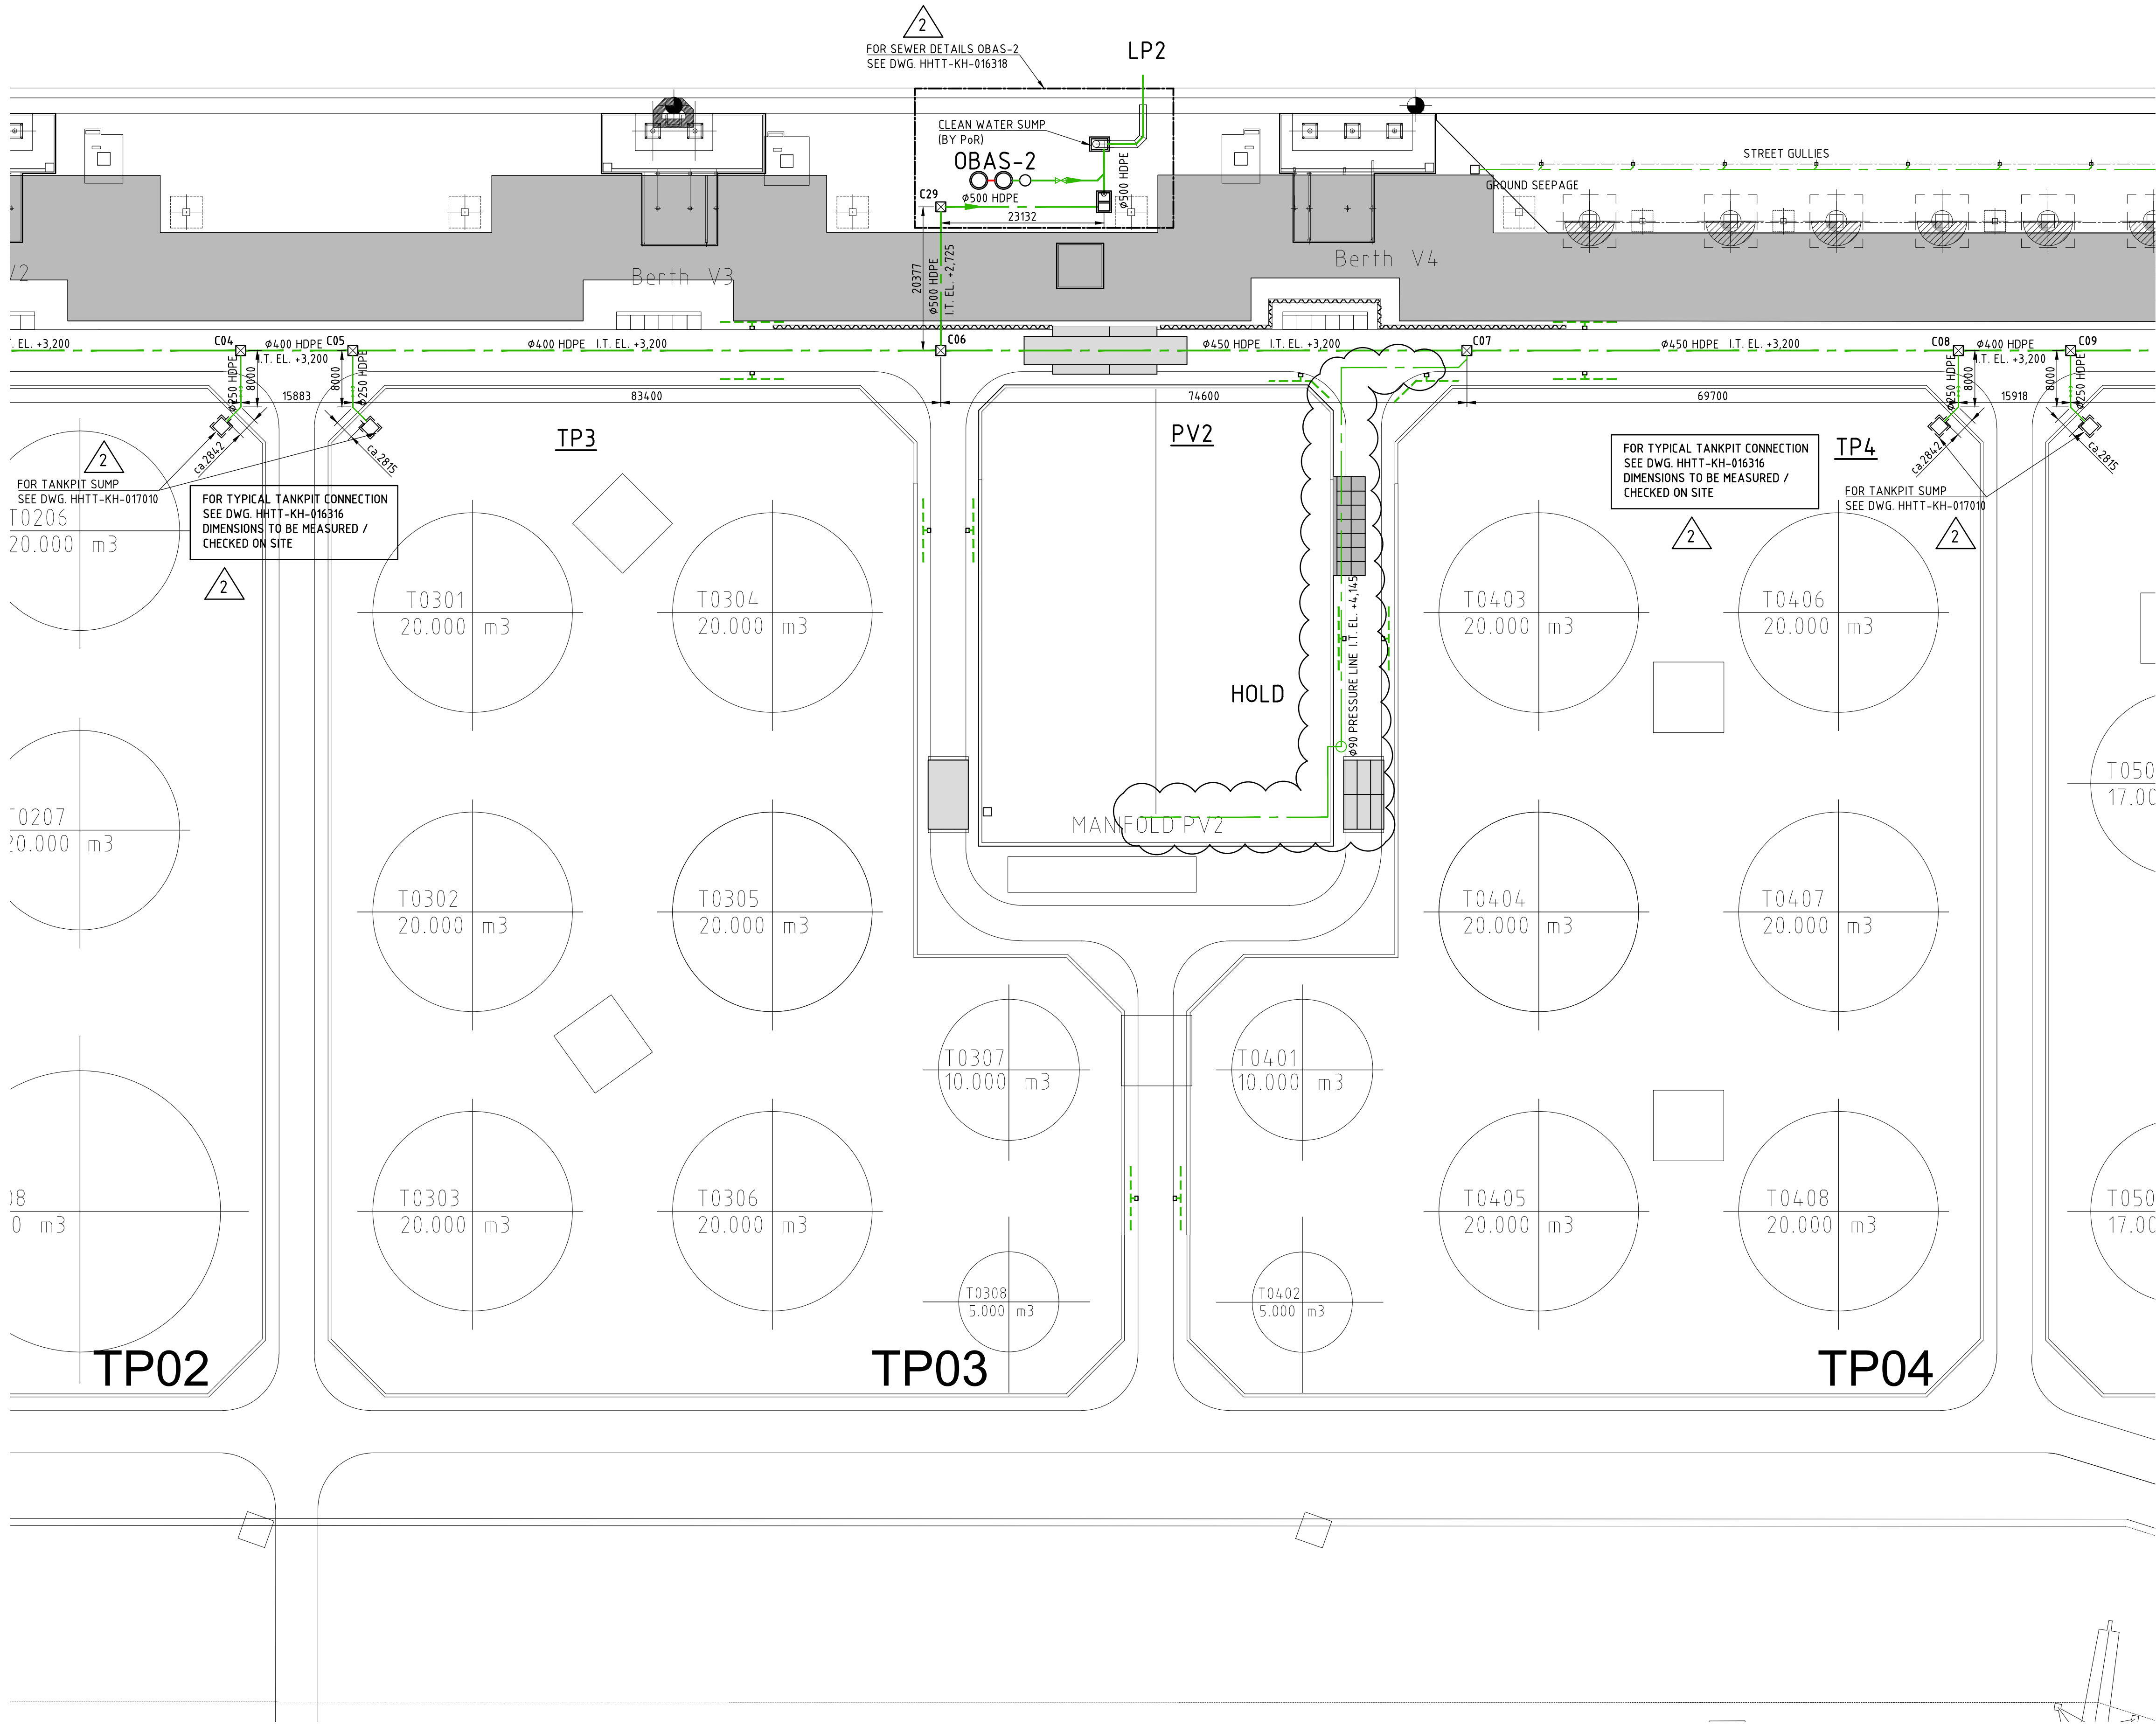 2
FOR SEWER DETAILS OBAS-2
SEE DWG. HHTT-KH-016318
LP2
CLEAN WATER SUMP
(BY PoR)
OBAS-2
C29
Ø500 HDPE
Ø500 HDPE
23132
20377
Ø500 HDPE
I.T. EL. +2,725
STREET GULLIES
GROUND SEEPAGE
Berth V3
Berth V4
EL. +3,200
C04
Ø400 HDPE
I.T. EL. +3,200
C05
Ø400 HDPE I.T. EL. +3,200
C06
Ø450 HDPE I.T. EL. +3,200
C07
Ø450 HDPE I.T. EL. +3,200
C08
Ø400 HDPE
I.T. EL. +3,200
C09
Ø250 HDPE
8000
8000
Ø250 HDPE
15883
83400
74600
69700
Ø250 HDPE
8000
8000
Ø250 HDPE
15918
ca.2842
ca.2815
ca.2842
ca.2815
TP3
PV2
TP4
2
FOR TANKPIT SUMP
SEE DWG. HHTT-KH-017010
FOR TYPICAL TANKPIT CONNECTION
SEE DWG. HHTT-KH-016316
DIMENSIONS TO BE MEASURED /
CHECKED ON SITE
2
FOR TYPICAL TANKPIT CONNECTION
SEE DWG. HHTT-KH-016316
DIMENSIONS TO BE MEASURED /
CHECKED ON SITE
2
FOR TANKPIT SUMP
SEE DWG. HHTT-KH-017010
2
T0206
20.000 m3
T0301
20.000 m3
T0304
20.000 m3
T0403
20.000 m3
T0406
20.000 m3
HOLD
Ø90 PRESSURE LINE I.T. EL. +4,145
MANIFOLD PV2
T0207
20.000 m3
T0302
20.000 m3
T0305
20.000 m3
T0404
20.000 m3
T0407
20.000 m3
T050
17.00
T0307
10.000 m3
T0401
10.000 m3
08
0 m3
T0303
20.000 m3
T0306
20.000 m3
T0405
20.000 m3
T0408
20.000 m3
T050
17.00
T0308
5.000 m3
T0402
5.000 m3
TP02
TP03
TP04